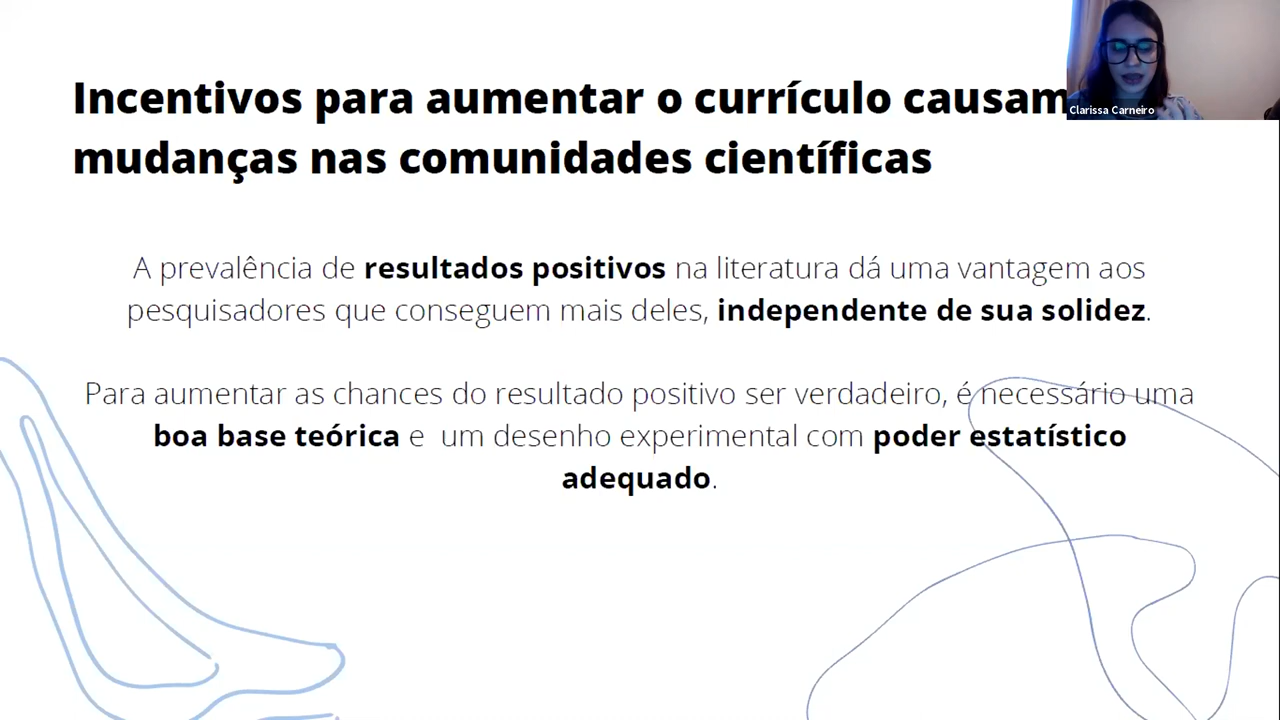 Incentivos para aumentar o currículo causam
mudanças nas comunidades científicas
Clarissa Carneiro
A prevalência de resultados positivos na literatura dá uma vantagem aos
pesquisadores que conseguem mais deles, independente de sua solidez.
Para aumentar as chances do resultado positivo ser verdadeiro, é necessário uma
boa base teórica e um desenho experimental com poder estatístico
adequado.